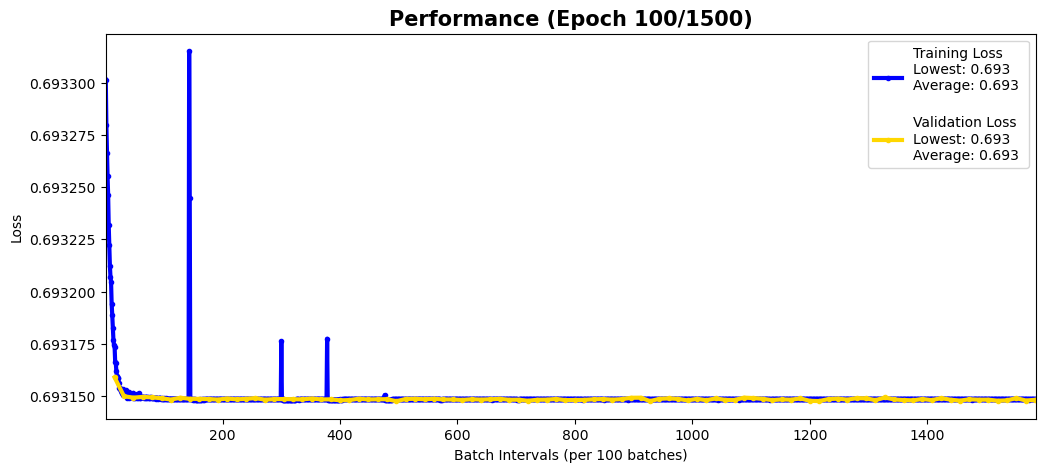 Performance (Epoch 100/1500)
Training Loss
Lowest: 0.693
Average: 0.693
Validation Loss
Lowest: 0.693
Average: 0.693
Loss
0.693300
0.693275
0.693250
0.693225
0.693200
0.693175
0.693150
200 400 600 800 1000 1200 1400
Batch Intervals (per 100 batches)